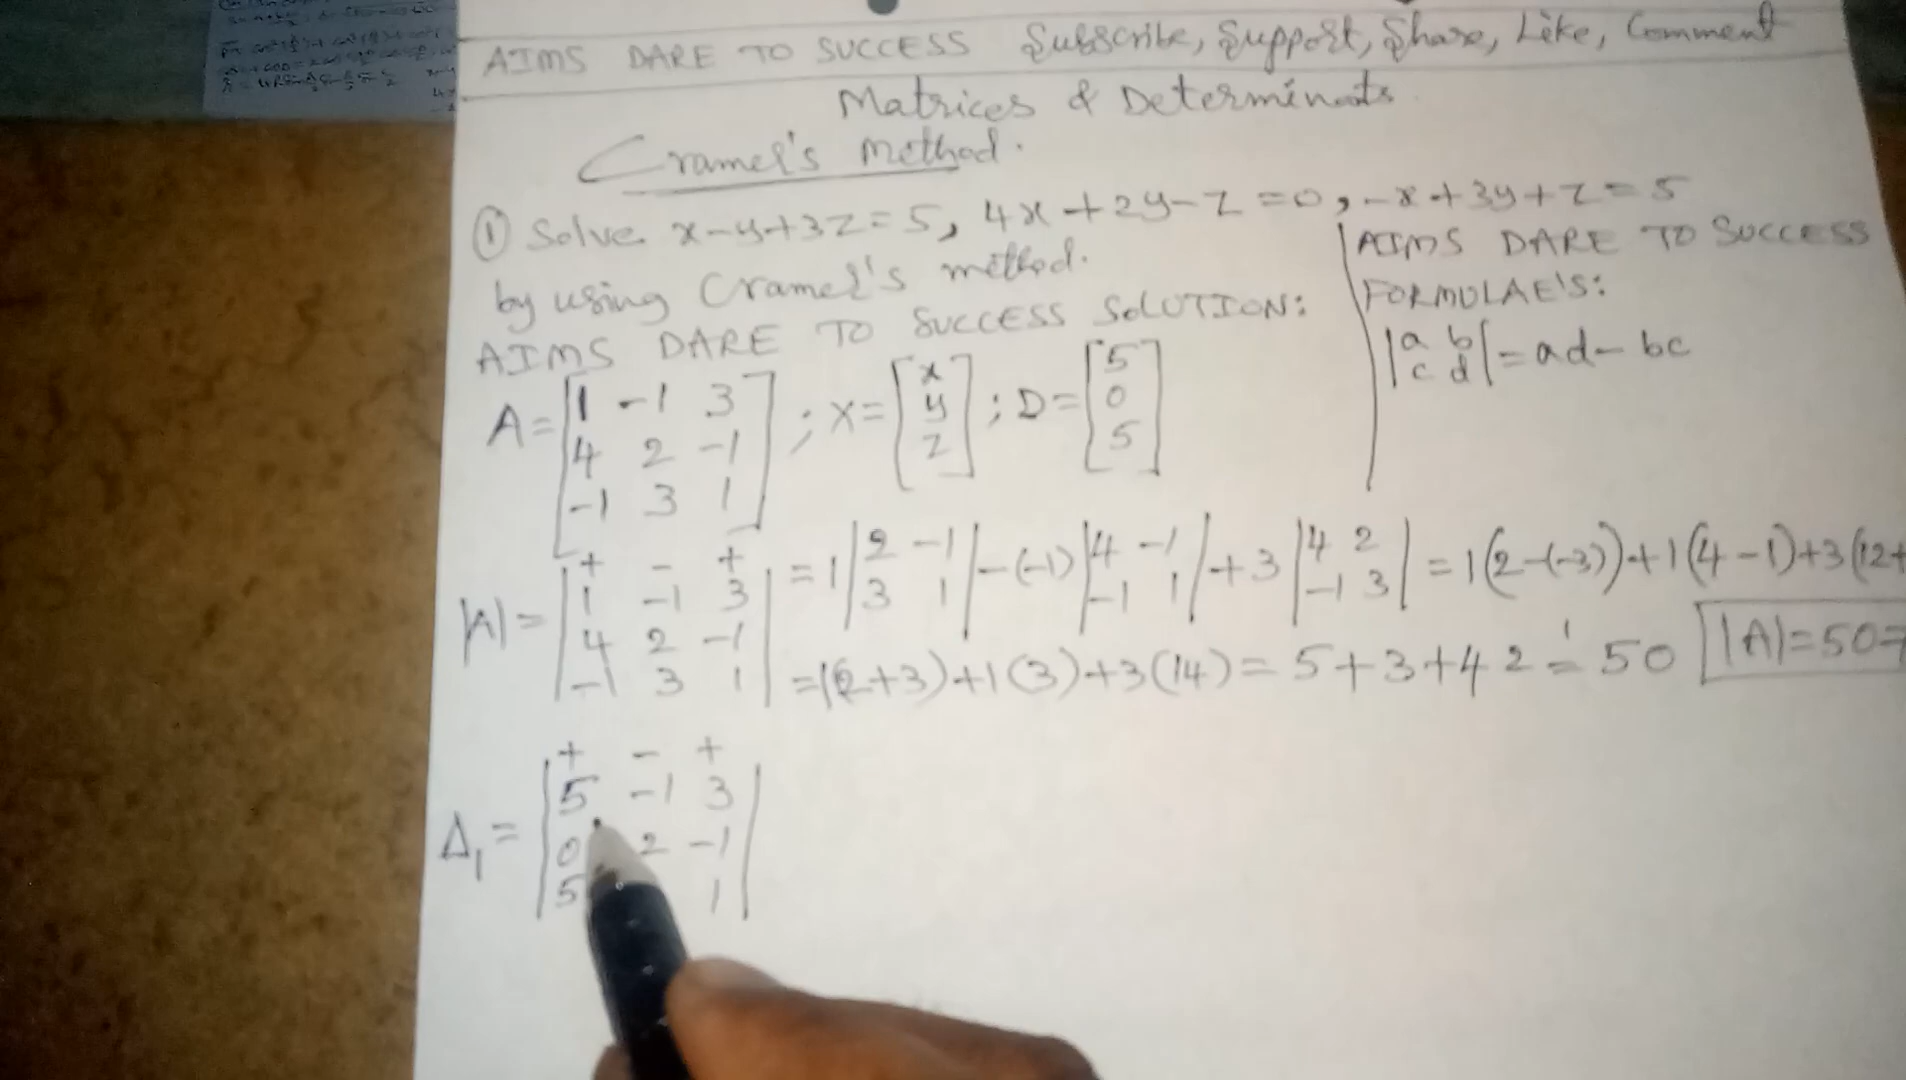 AIMS DARE TO SUCCESS Subscribe, Support, Share, Like, Comment
Matrices & Determinants
Cramer's Method.
① Solve x-y+3z=5, 4x+2y-z=0, -x+3y+z=5
by using Cramer's method.
AIMS DARE TO SUCCESS SOLUTION:
AIMS DARE TO SUCCESS
FORMULAE'S:
|a b
c d| = ad - bc
A = [1 -1 3
4 2 -1
-1 3 1] ; X = [x
y
z] ; D = [5
0
5]
+ - +
|A| = |1 -1 3
4 2 -1
-1 3 1| = 1|2 -1
3 1| - (-1)|4 -1
-1 1| + 3|4 2
-1 3| = 1(2-(-3))+1(4-1)+3(12+
= 1(2+3)+1(3)+3(14) = 5+3+42 = 50 |A|=50
+ - +
Δ₁ = |5 -1 3
0 2 -1
5 1|